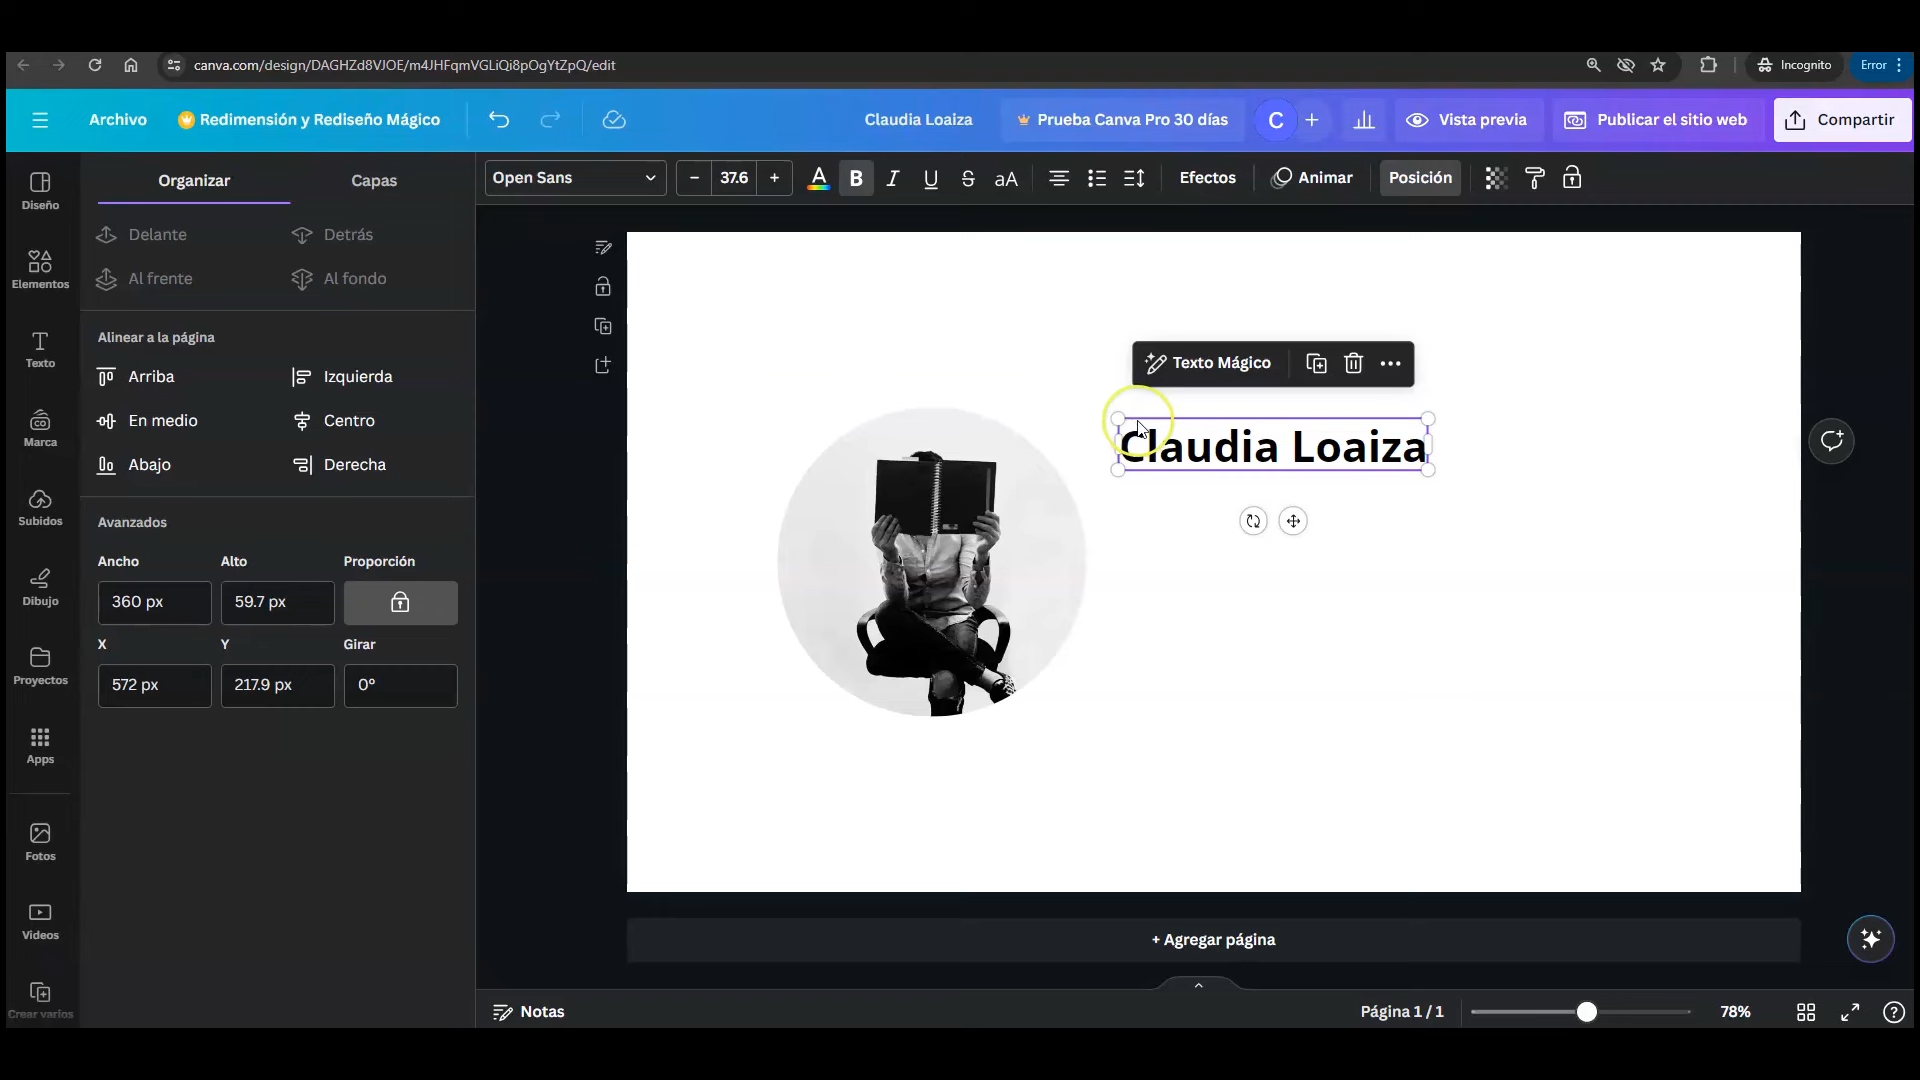 canva.com/design/DAGHZd8VJOE/m4JHFqmVGLiQi8pOgYtZpQ/edit
Incognito
Error
Archivo
Redimensión y Rediseño Mágico
Claudia Loaiza
Prueba Canva Pro 30 días
C
Vista previa
Publicar el sitio web
Compartir
Open Sans
37.6
Efectos
Animar
Posición
Diseño
Elementos
Texto
Marca
Subidos
Dibujo
Proyectos
Apps
Fotos
Videos
Crear varios
Organizar
Capas
Delante
Detrás
Al frente
Al fondo
Alinear a la página
Arriba
Izquierda
En medio
Centro
Abajo
Derecha
Avanzados
Ancho
Alto
Proporción
360 px
59.7 px
X
Y
Girar
572 px
217.9 px
0°
Texto Mágico
Claudia Loaiza
+ Agregar página
Notas
Página 1 / 1
78%